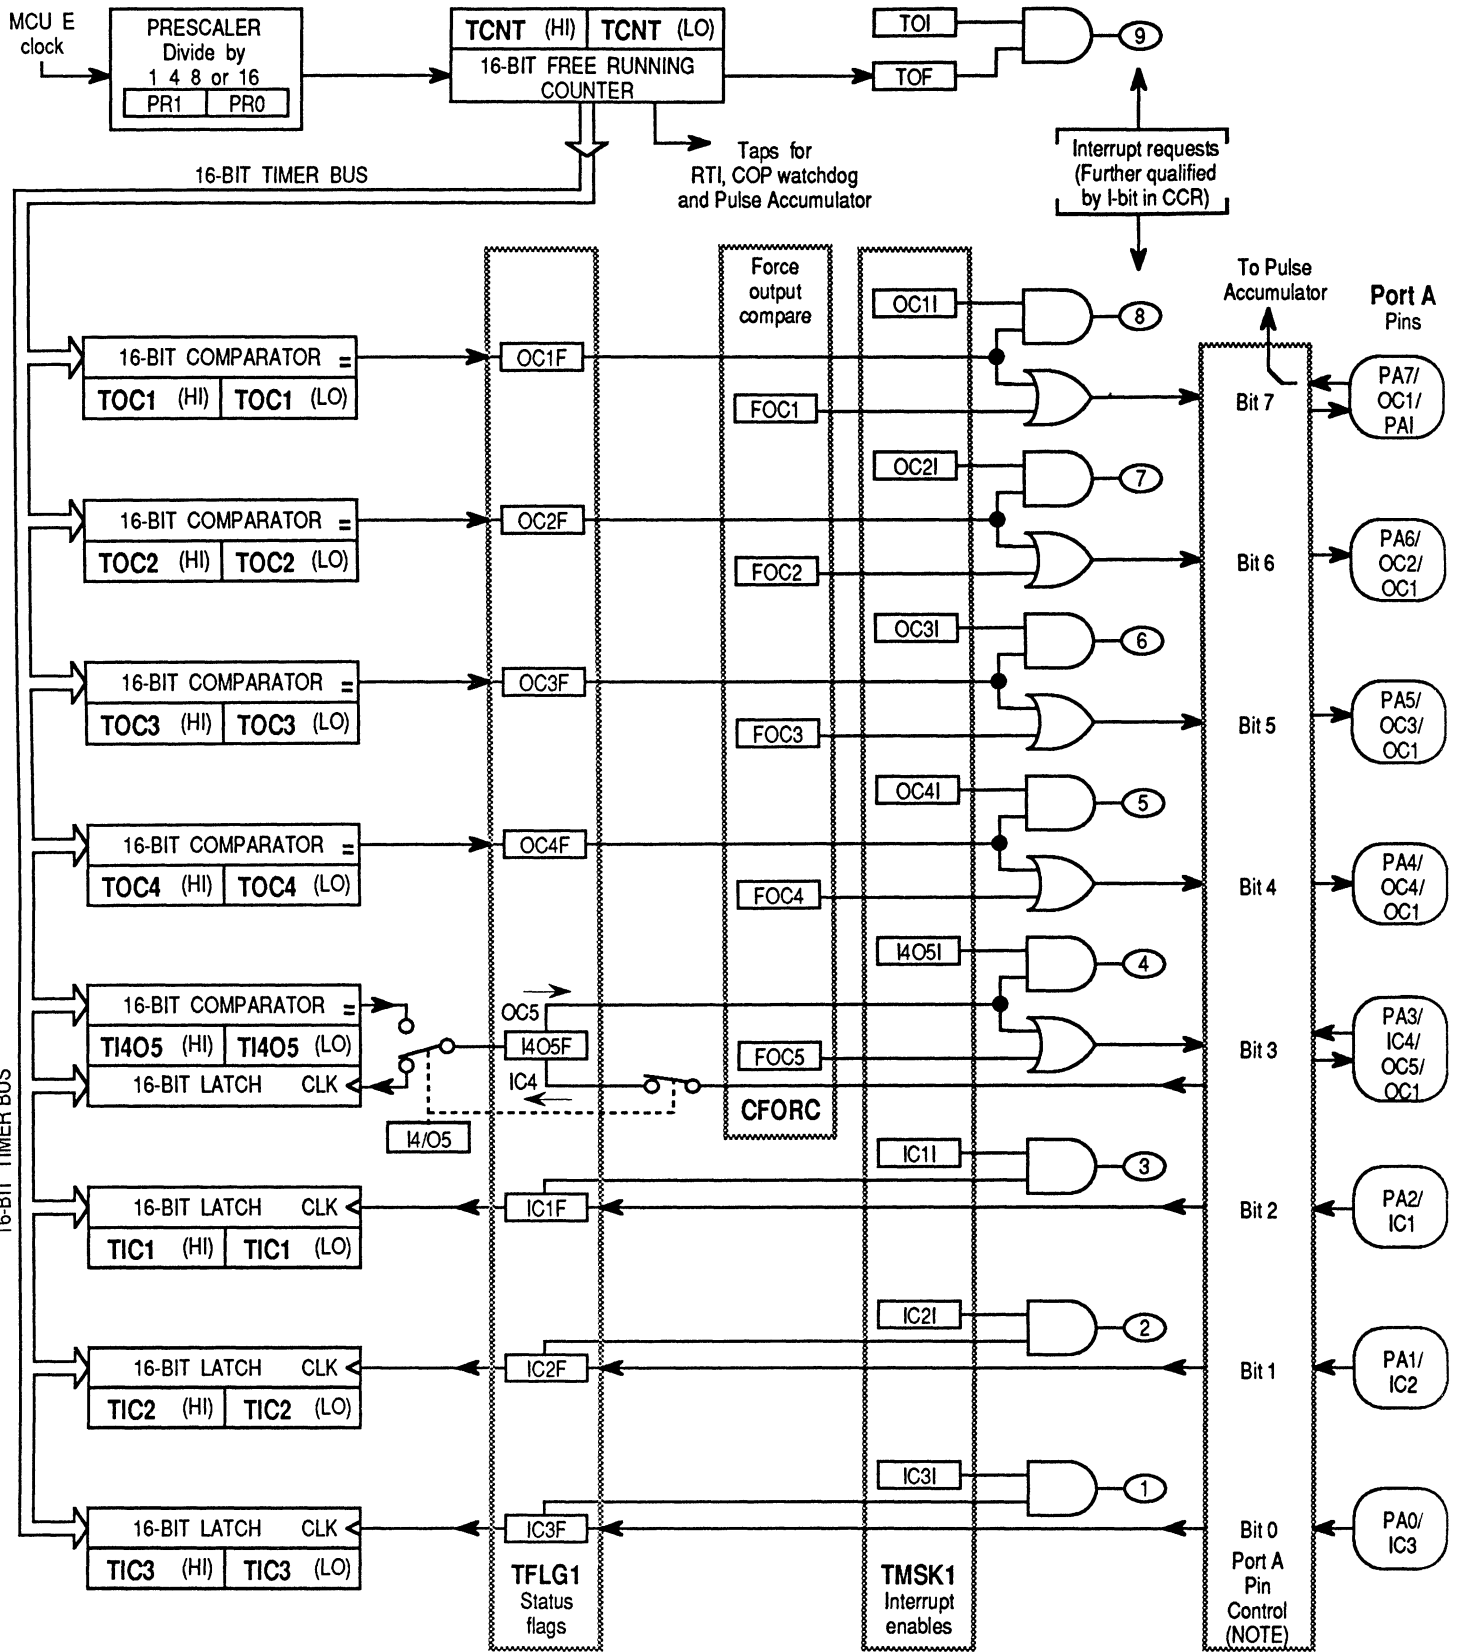 MCU E
clock
PRESCALER
Divide by
1 4 8 or 16
PR1 PR0
TCNT (HI) TCNT (LO)
16-BIT FREE RUNNING
COUNTER
TOI
TOF
9
16-BIT TIMER BUS
Taps for
RTI, COP watchdog
and Pulse Accumulator
Interrupt requests
(Further qualified
by I-bit in CCR)
To Pulse
Accumulator
Port A
Pins
Force
output
compare
OC1I
8
16-BIT COMPARATOR =
TOC1 (HI) TOC1 (LO)
OC1F
FOC1
Bit 7
PA7/
OC1/
PAI
OC2I
7
16-BIT COMPARATOR =
TOC2 (HI) TOC2 (LO)
OC2F
FOC2
Bit 6
PA6/
OC2/
OC1
OC3I
6
16-BIT COMPARATOR =
TOC3 (HI) TOC3 (LO)
OC3F
FOC3
Bit 5
PA5/
OC3/
OC1
OC4I
5
16-BIT COMPARATOR =
TOC4 (HI) TOC4 (LO)
OC4F
FOC4
Bit 4
PA4/
OC4/
OC1
I4O5I
4
16-BIT COMPARATOR =
TI4O5 (HI) TI4O5 (LO)
16-BIT LATCH CLK
OC5
I4O5F
IC4
I4/O5
FOC5
CFORC
Bit 3
PA3/
IC4/
OC5/
OC1
16-BIT TIMER BUS
IC1I
3
16-BIT LATCH CLK
TIC1 (HI) TIC1 (LO)
IC1F
Bit 2
PA2/
IC1
IC2I
2
16-BIT LATCH CLK
TIC2 (HI) TIC2 (LO)
IC2F
Bit 1
PA1/
IC2
IC3I
1
16-BIT LATCH CLK
TIC3 (HI) TIC3 (LO)
IC3F
Bit 0
PA0/
IC3
TFLG1
Status
flags
TMSK1
Interrupt
enables
Port A
Pin
Control
(NOTE)